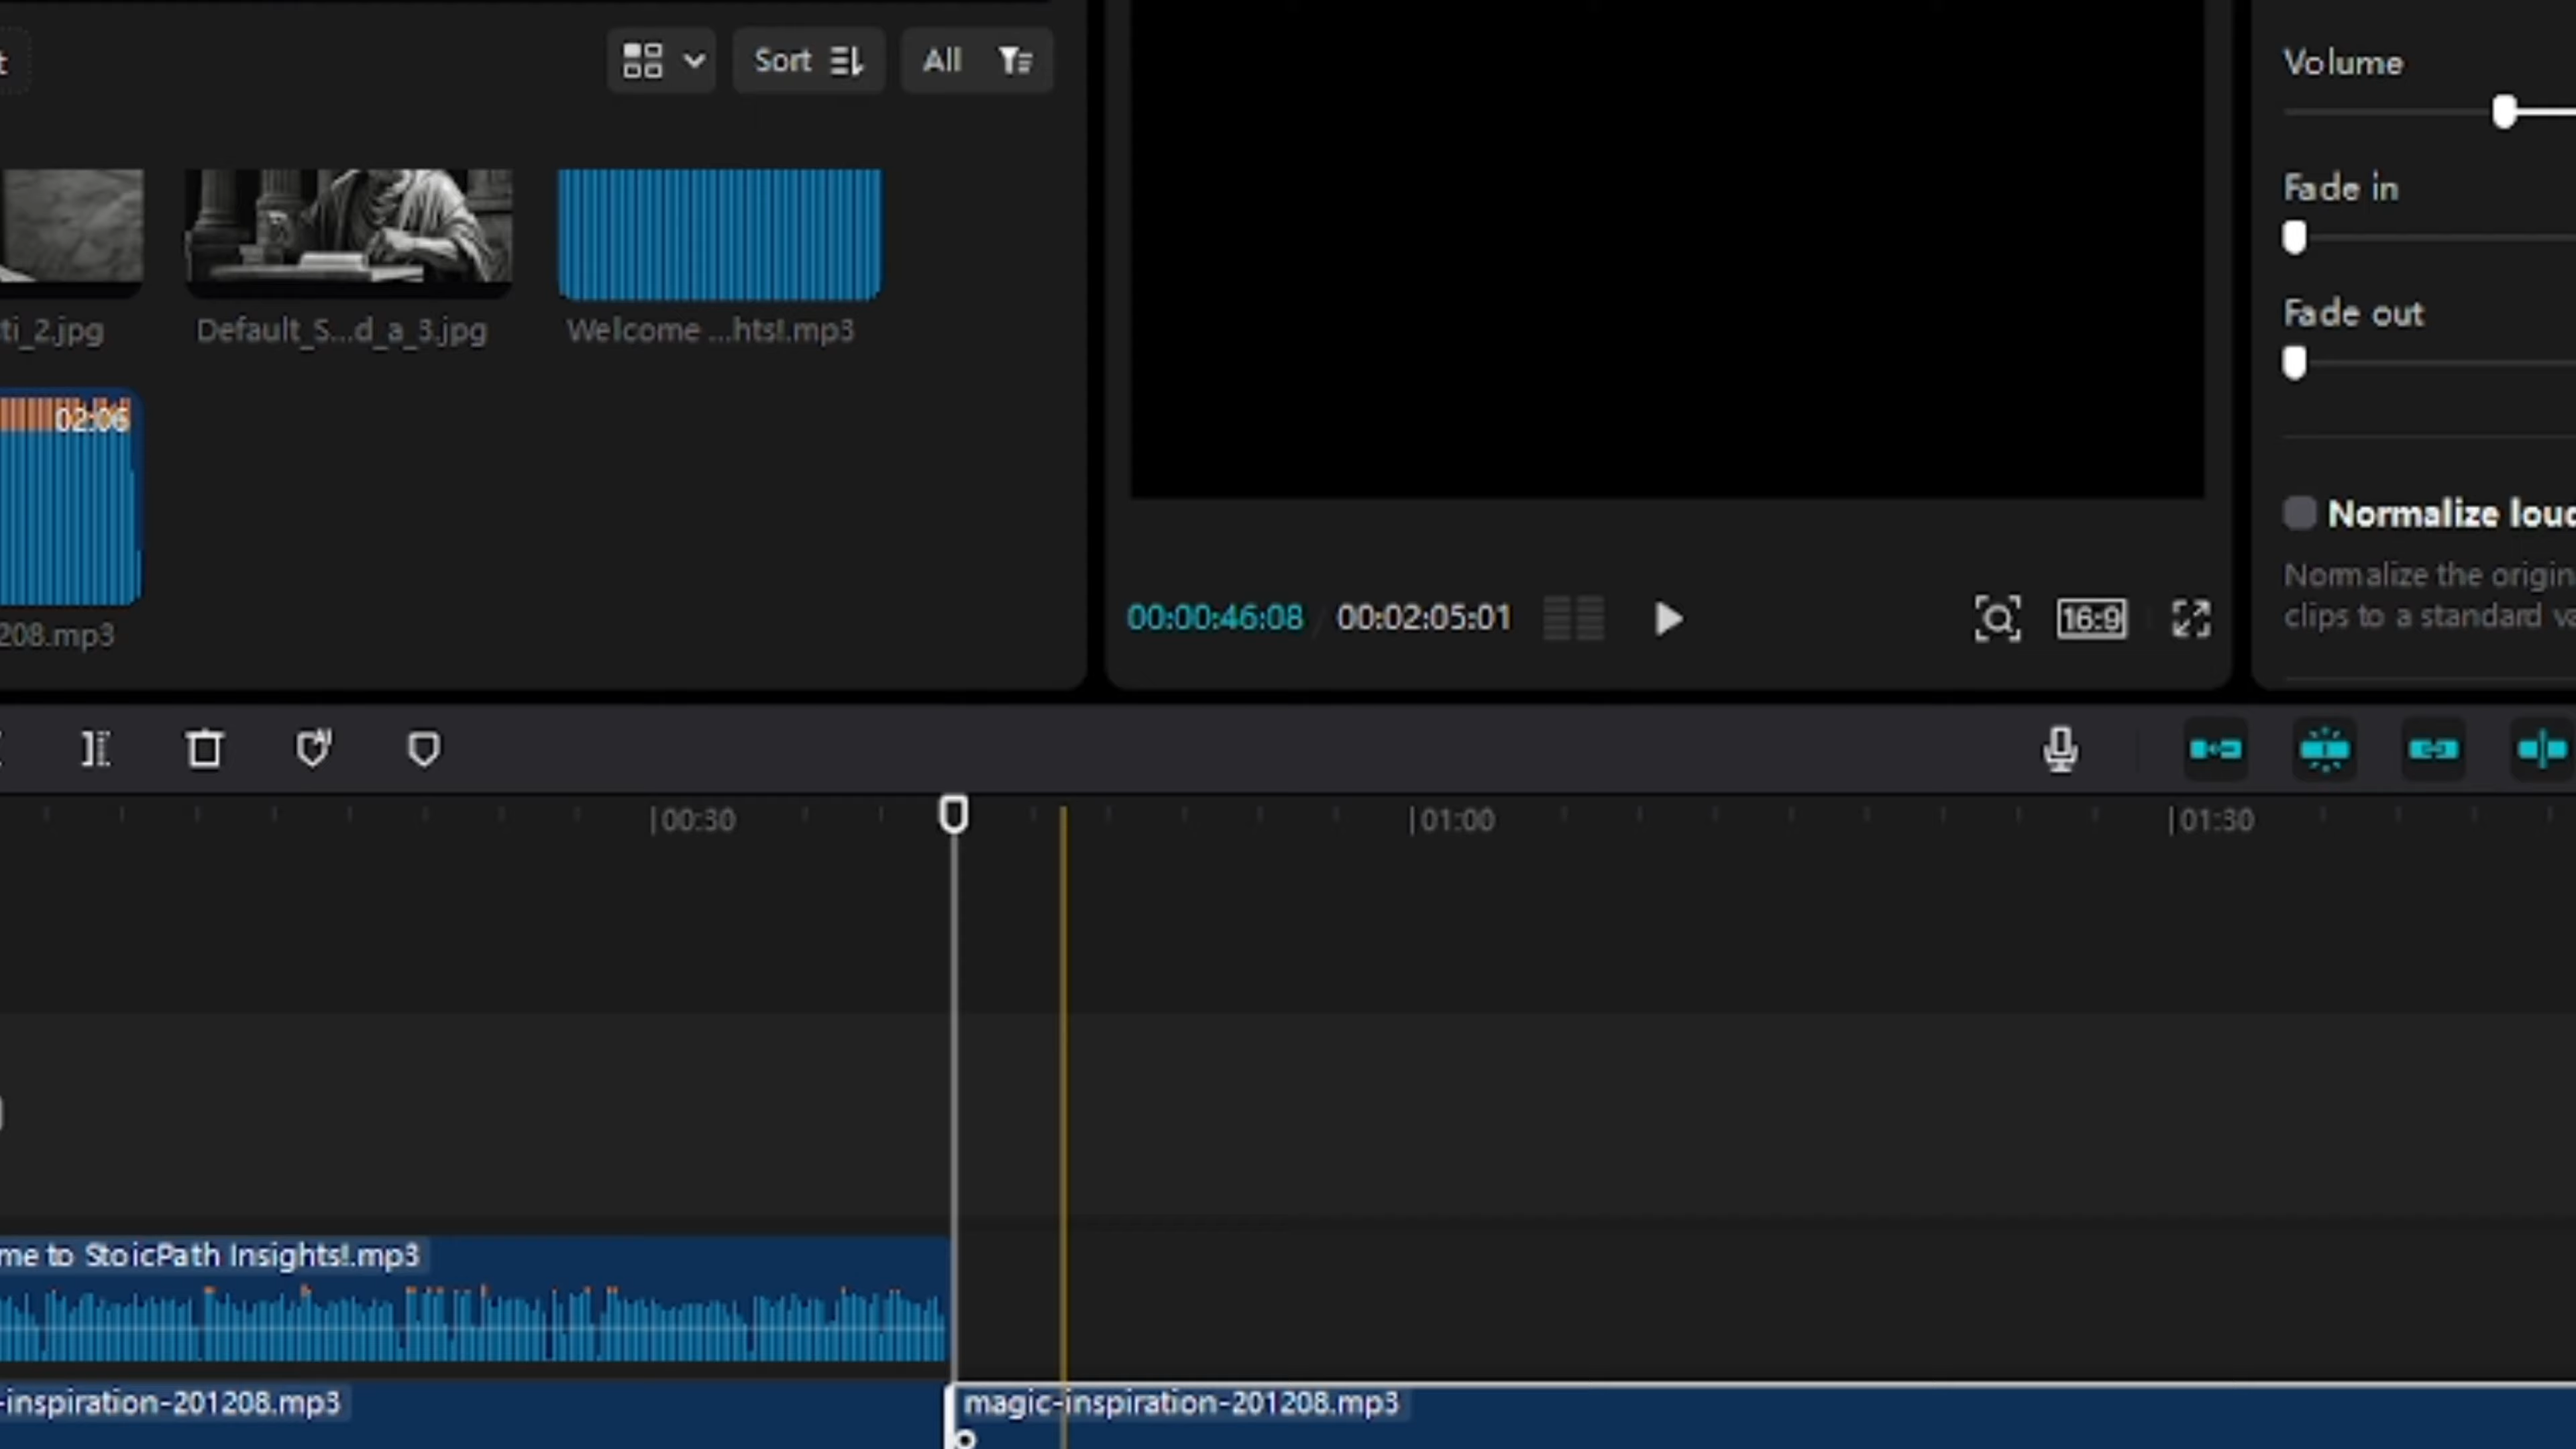 Sort
All
Volume
Fade in
Fade out
ti_2.jpg
Default_S...d_a_3.jpg
Welcome ...hts!.mp3
02:06
208.mp3
Normalize loud
Normalize the origin
clips to a standard va
00:00:46:08 / 00:02:05:01
16:9
00:30
01:00
01:30
me to StoicPath Insights!.mp3
-inspiration-201208.mp3
magic-inspiration-201208.mp3